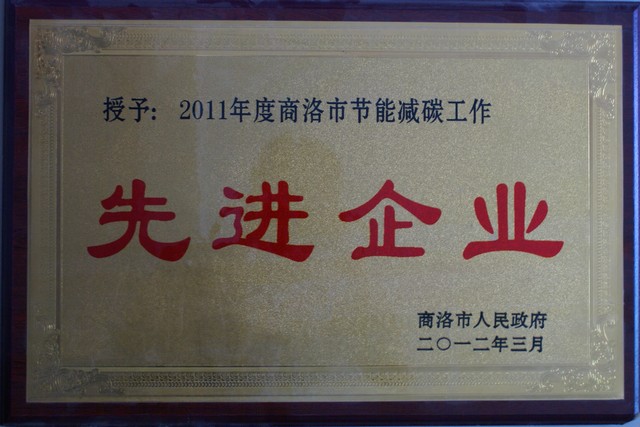 授予：2011年度商洛市节能减碳工作
先进企业
商洛市人民政府
二〇一二年三月